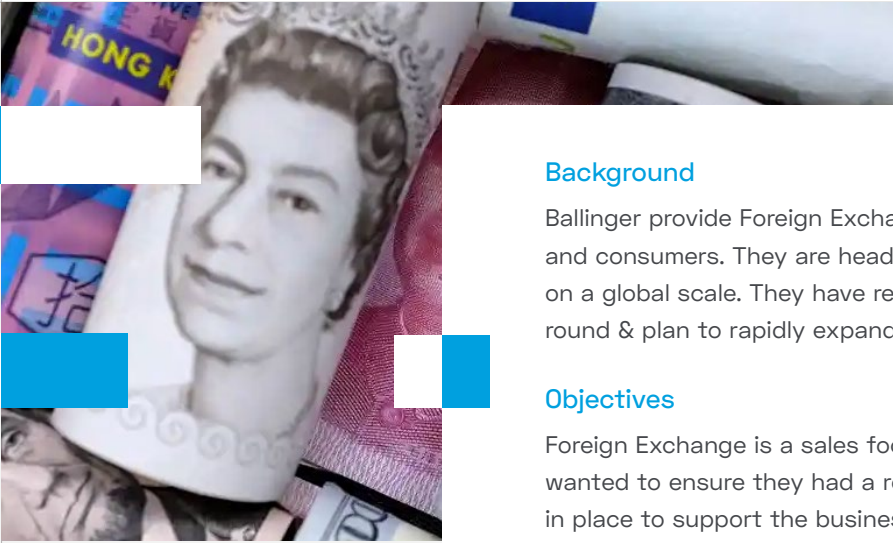 HONG K
拾
Background
Ballinger provide Foreign Excha
and consumers. They are head
on a global scale. They have re
round & plan to rapidly expand
Objectives
Foreign Exchange is a sales foc
wanted to ensure they had a re
in place to support the busines